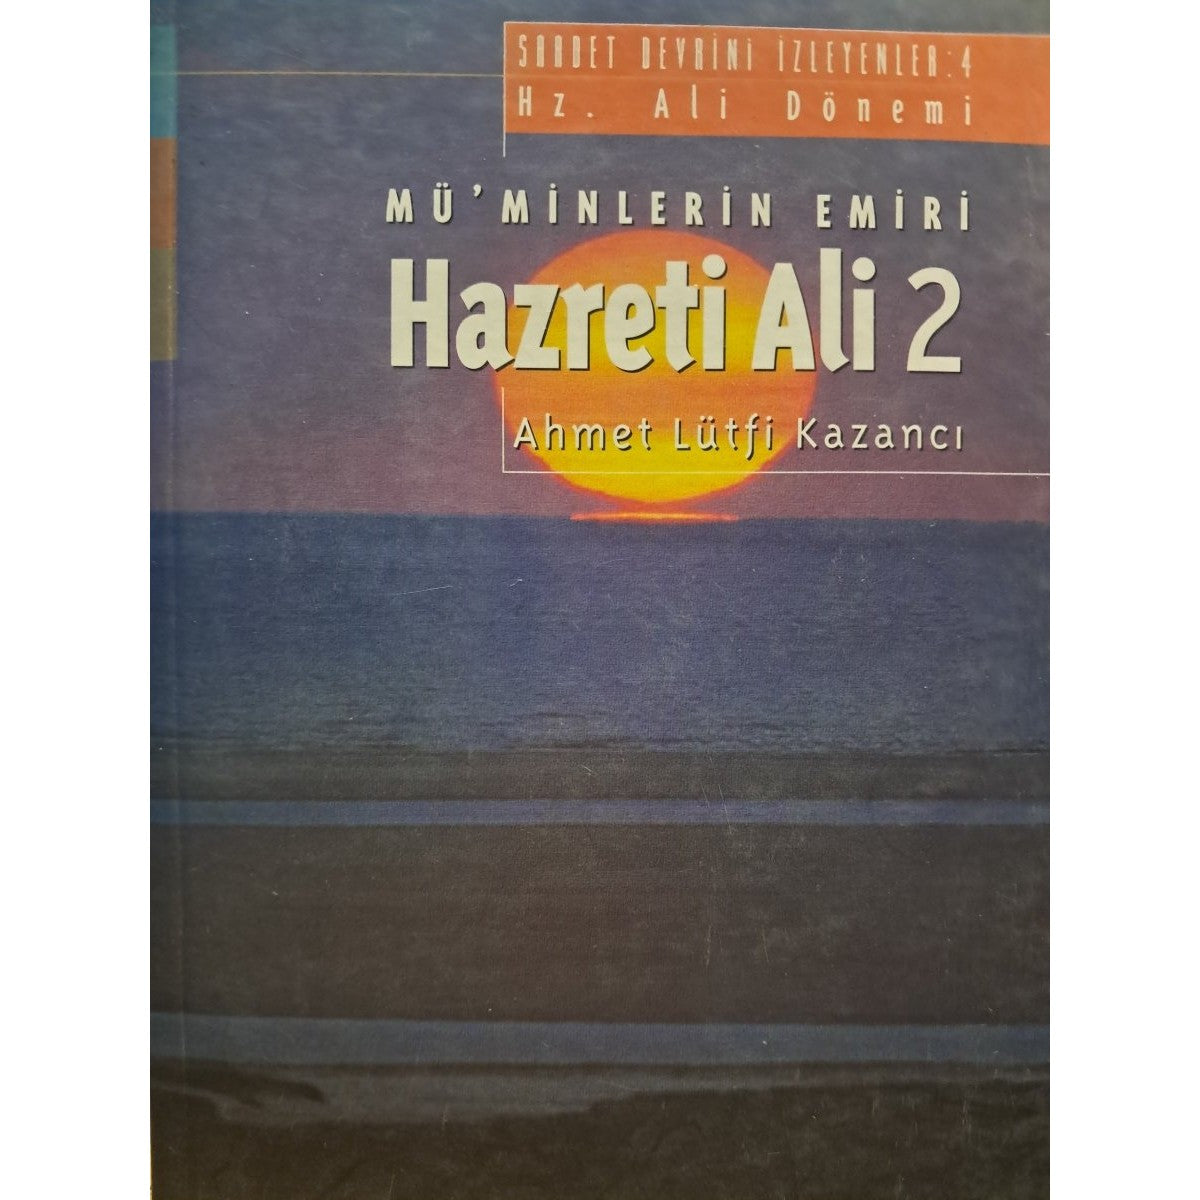 SAADET DEVRİNİ İZLEYENLER:4
Hz. Ali Dönemi
MÜ'MİNLERİN EMİRİ
Hazreti Ali 2
Ahmet Lütfi Kazancı